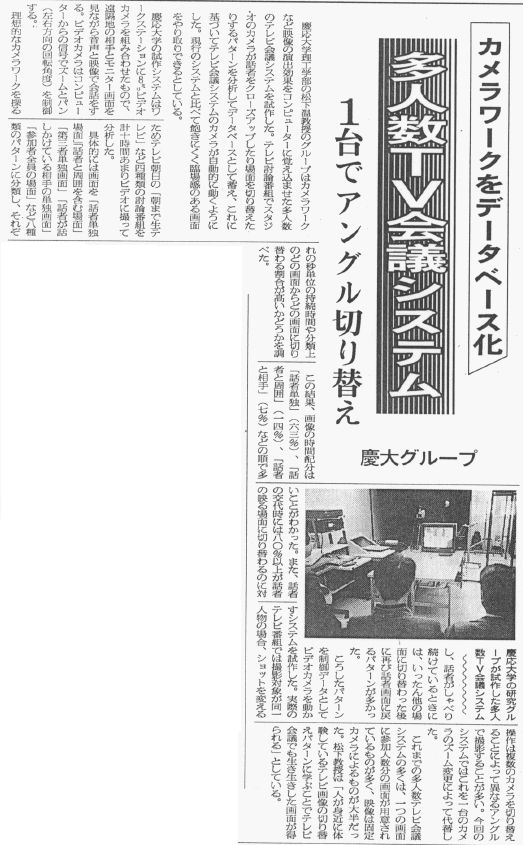 カメラワークをデータベース化
多人数TV会議システム
1台でアングル切り替え
慶大グループ
慶応大学理工学部の松下温教授のグループはカメラワーク
など映像の演出効果をコンピューターに覚え込ませた多人数
のテレビ会議システムを試作した。テレビ討論番組でスタジ
オのカメラが話者をクローズアップしたり場面を切り替えた
りするパターンを分析してデータベースとして蓄え、これに
基づいてテレビ会議システムのカメラが自動的に動くように
した。現行のシステムと比べて飽きにくく臨場感のある画面
をやり取りできるとしている。
慶応大学の試作システムはワ
ークステーションに8㍉ビデオ
カメラを組み合わせたもので、
遠隔地の相手とモニター画面を
見ながら音声と映像で会話をす
る。ビデオカメラはコンピュー
ターからの信号でズームとパン
（左右方向の回転角度）を制御
する。
理想的なカメラワークを探る
ためテレビ朝日の「朝まで生テ
レビ」など四種類の討論番組を
計十時間あまりビデオに撮って
分析した。
具体的には画面を「話者単独
場面」「話者と周囲を含む場面」
「第三者単独画面」「話者が話
しかけている相手の単独画面」
「参加者全員の場面」など八種
類のパターンに分類し、それぞ
れの秒単位の持続時間や分類上
のどの画面からどの画面に切り
替わる割合が高いかどうかを調
べた。
この結果、画像の時間配分は
「話者単独」（六三％）、「話
者と周囲」（一四％）、「話者
と相手」（七％）などの順で多
いことがわかった。また、話者
の交代時には八〇％以上が話者
の映る場面に切り替わるのに対
し、話者がしゃべり
続けているときに
は、いったん他の場
面に切り替わった後
に再び話者画面に戻
るパターンが多かっ
た。
こうしたパターン
を制御データとして
ビデオカメラを動か
すシステムを試作した。実際の
テレビ番組では撮影対象が同一
人物の場合、ショットを変える
操作は複数のカメラを切り替え
ることによって異なるアングル
で撮影することが多い。今回の
システムではこれを一台のカメ
ラのズーム変更によって代替し
た。
これまでの多人数テレビ会議
システムの多くは、一つの画面
に参加人数分の画面が用意され
ているものが多く、映像は固定
カメラによるものが大半だっ
た。松下教授は「人が身近に体
験しているテレビ画像の切り替
えパターンに学ぶことでテレビ
会議でも生き生きした画面が得
られる」としている。
慶応大学の研究グル
ープが試作した多人
数TV会議システム